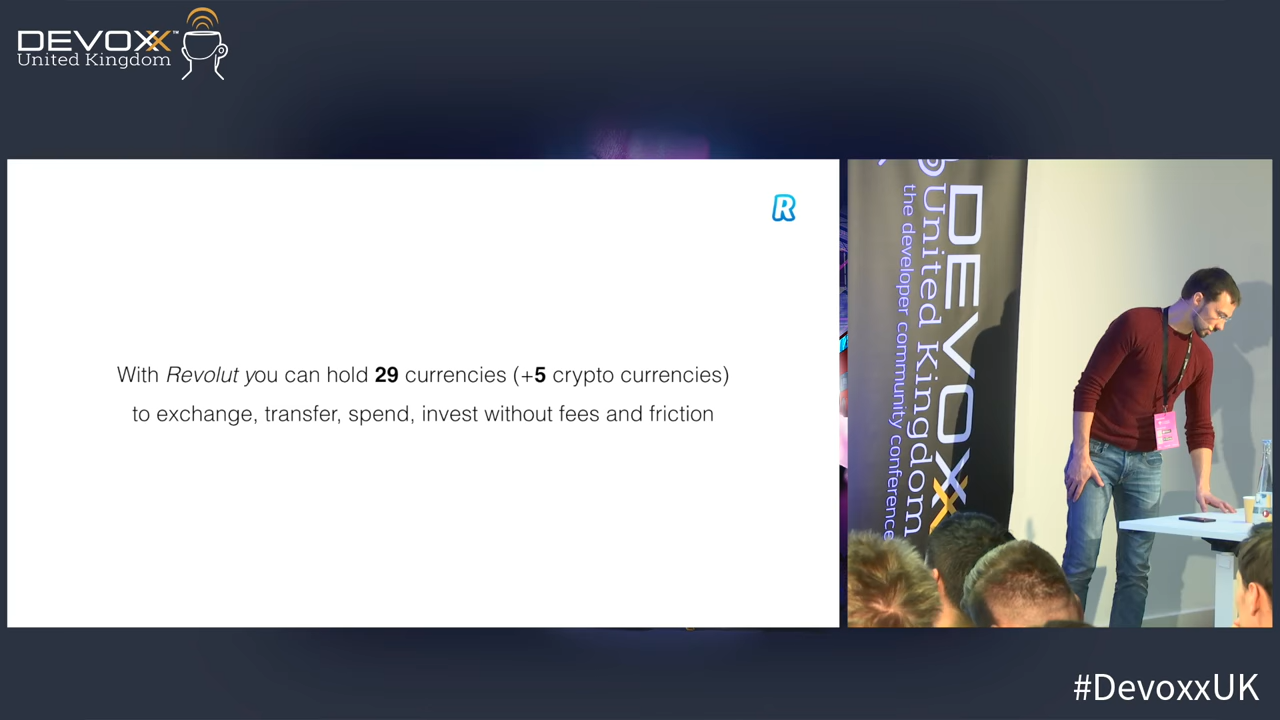 DEVOXX™
United Kingdom
R
With Revolut you can hold 29 currencies (+5 crypto currencies)
to exchange, transfer, spend, invest without fees and friction
DEVOXX
United Kingdom
the developer community conference
#DevoxxUK